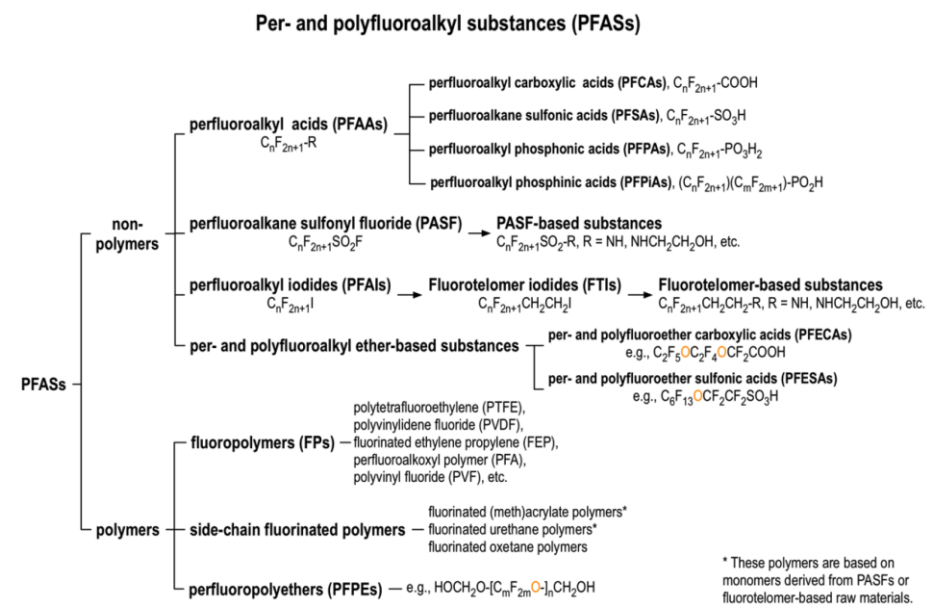 Per- and polyfluoroalkyl substances (PFASs)
perfluoroalkyl carboxylic acids (PFCAs), CnF2n+1-COOH
perfluoroalkane sulfonic acids (PFSAs), CnF2n+1-SO3H
perfluoroalkyl acids (PFAAs)
CnF2n+1-R
perfluoroalkyl phosphonic acids (PFPAs), CnF2n+1-PO3H2
perfluoroalkyl phosphinic acids (PFPiAs), (CnF2n+1)(CmF2m+1)-PO2H
non-
polymers
perfluoroalkane sulfonyl fluoride (PASF)
CnF2n+1SO2F
PASF-based substances
CnF2n+1SO2-R, R = NH, NHCH2CH2OH, etc.
perfluoroalkyl iodides (PFAIs)
CnF2n+1I
Fluorotelomer iodides (FTIs)
CnF2n+1CH2CH2I
Fluorotelomer-based substances
CnF2n+1CH2CH2-R, R = NH, NHCH2CH2OH, etc.
per- and polyfluoroalkyl ether-based substances
per- and polyfluoroether carboxylic acids (PFECAs)
e.g., C2F5OC2F4OCF2COOH
per- and polyfluoroether sulfonic acids (PFESAs)
e.g., C6F13OCF2CF2SO3H
PFASs
fluoropolymers (FPs)
polytetrafluoroethylene (PTFE),
polyvinylidene fluoride (PVDF),
fluorinated ethylene propylene (FEP),
perfluoroalkoxyl polymer (PFA),
polyvinyl fluoride (PVF), etc.
polymers
side-chain fluorinated polymers
fluorinated (meth)acrylate polymers*
fluorinated urethane polymers*
fluorinated oxetane polymers
perfluoropolyethers (PFPEs)
e.g., HOCH2O-[CmF2mO-]nCH2OH
* These polymers are based on
monomers derived from PASFs or
fluorotelomer-based raw materials.